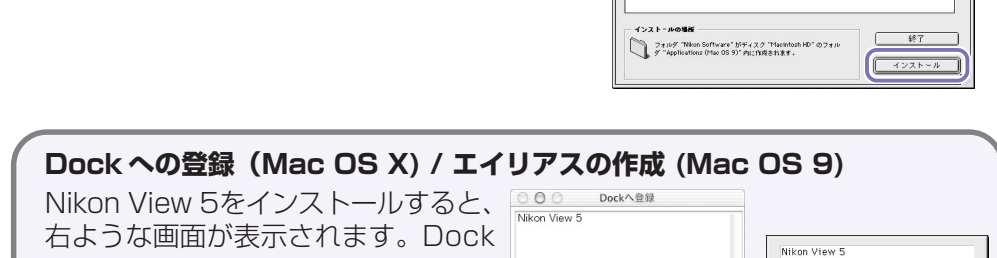 インストールの場所
フォルダ "Nikon Software" がディスク "Macintosh HD" のフォル
ダ "Applications (Mac OS 9)" 内に作成されます。
終了
インストール
Dock への登録（Mac OS X) / エイリアスの作成 (Mac OS 9)
Nikon View 5をインストールすると、
右ような画面が表示されます。Dock
Dockへ登録
Nikon View 5
Nikon View 5